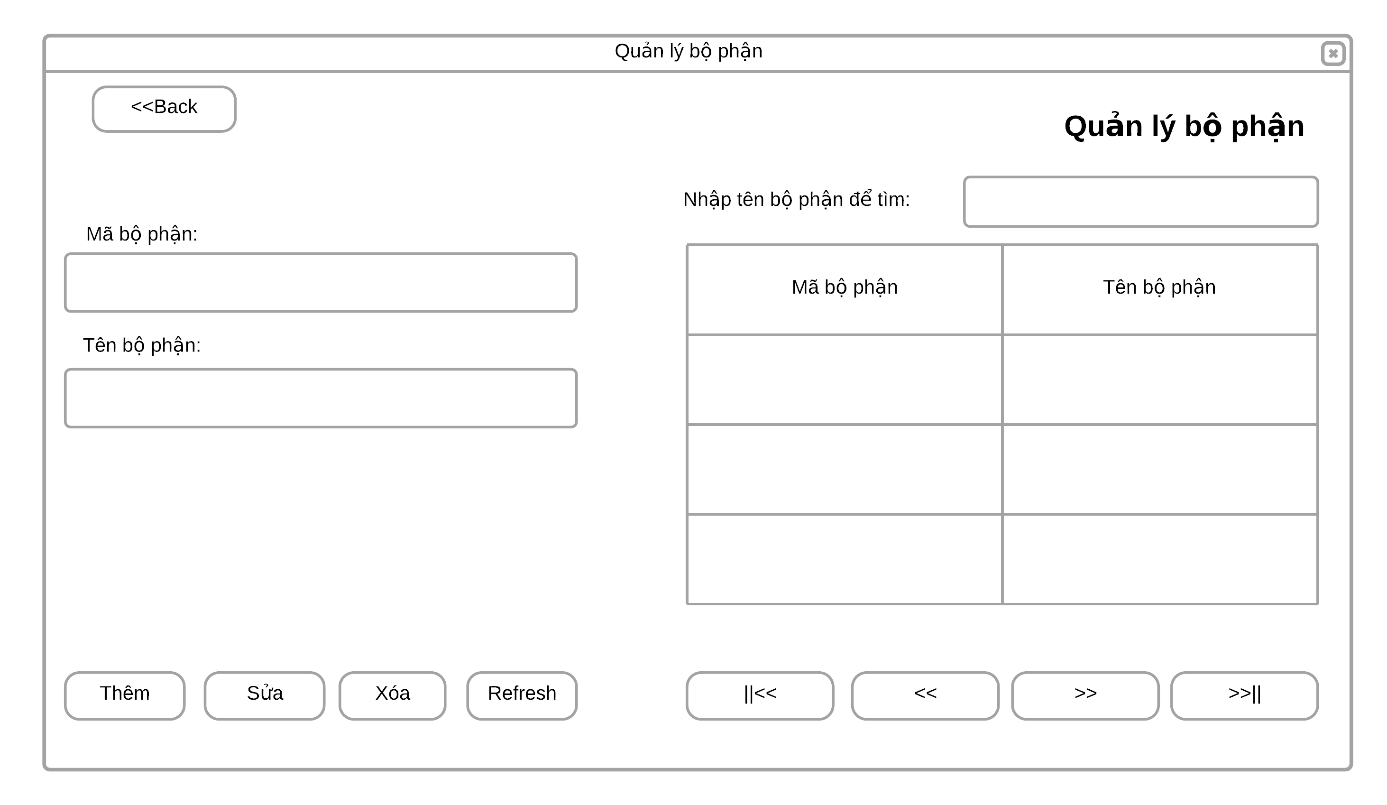 Quản lý bộ phận
<<Back
Quản lý bộ phận
Nhập tên bộ phận để tìm:
Mã bộ phận:
Tên bộ phận:
Mã bộ phận Tên bộ phận
Thêm Sửa Xóa Refresh ||<< << >> >>||